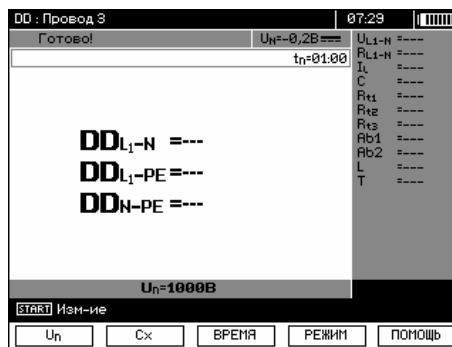 DD : Провод 3 07:29
Готово! UN=-0,2В
tn=01:00
DDL1-N =---
DDL1-PE =---
DDN-PE =---
Un=1000В
UL1-N =---
RL1-N =---
IL =---
C =---
Rt1 =---
Rt2 =---
Rt3 =---
Ab1 =---
Ab2 =---
L =---
T =---
START Изм-ие
Un Cx ВРЕМЯ РЕЖИМ ПОМОЩЬ